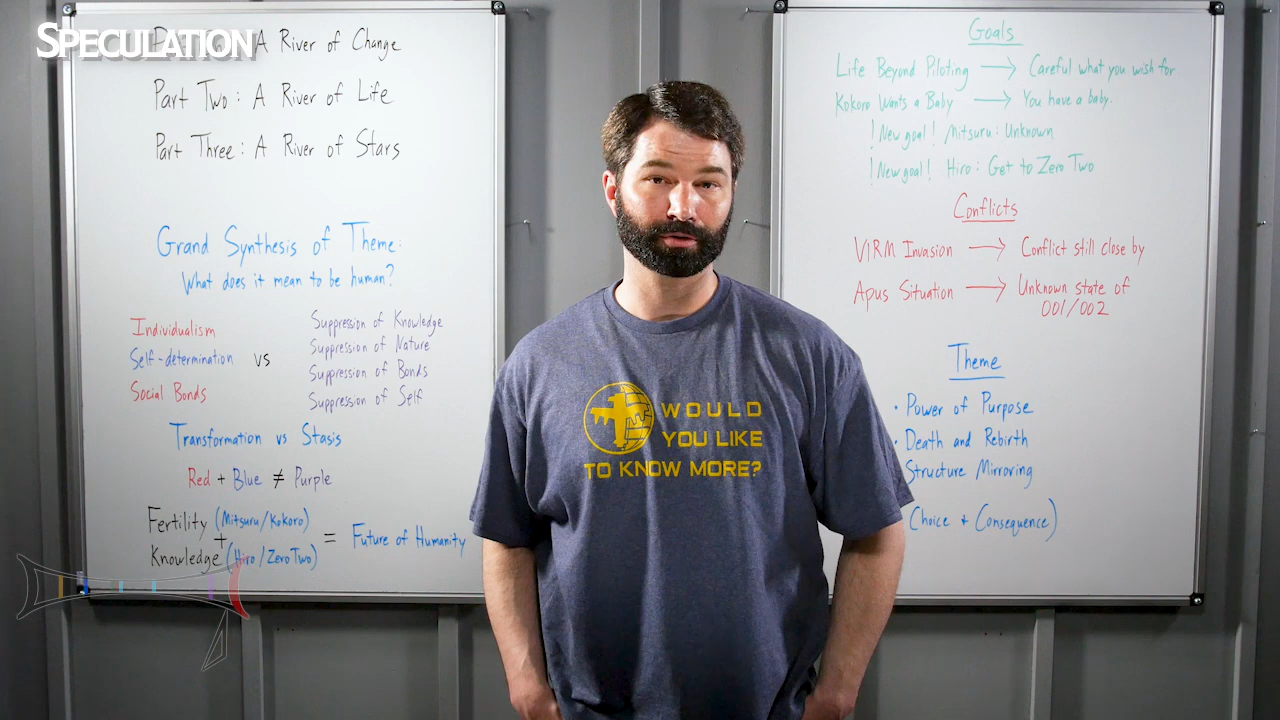 SPECULATION
A River of Change
Part Two: A River of Life
Part Three: A River of Stars
Grand Synthesis of Theme:
What does it mean to be human?
Individualism
Self-determination vs
Social Bonds
Suppression of Knowledge
Suppression of Nature
Suppression of Bonds
Suppression of Self
Transformation vs Stasis
Red + Blue ≠ Purple
Fertility (Mitsuru/Kokoro)
+
Knowledge (Hiro/Zero Two)
= Future of Humanity
WOULD
YOU LIKE
TO KNOW MORE?
Goals
Life Beyond Piloting → Careful what you wish for
Kokoro Wants a Baby → You have a baby.
!New goal! Mitsuru: Unknown
!New goal! Hiro: Get to Zero Two
Conflicts
VIRM Invasion → Conflict still close by
Apus Situation → Unknown state of
001/002
Theme
• Power of Purpose
• Death and Rebirth
Structure Mirroring
(Choice + Consequence)